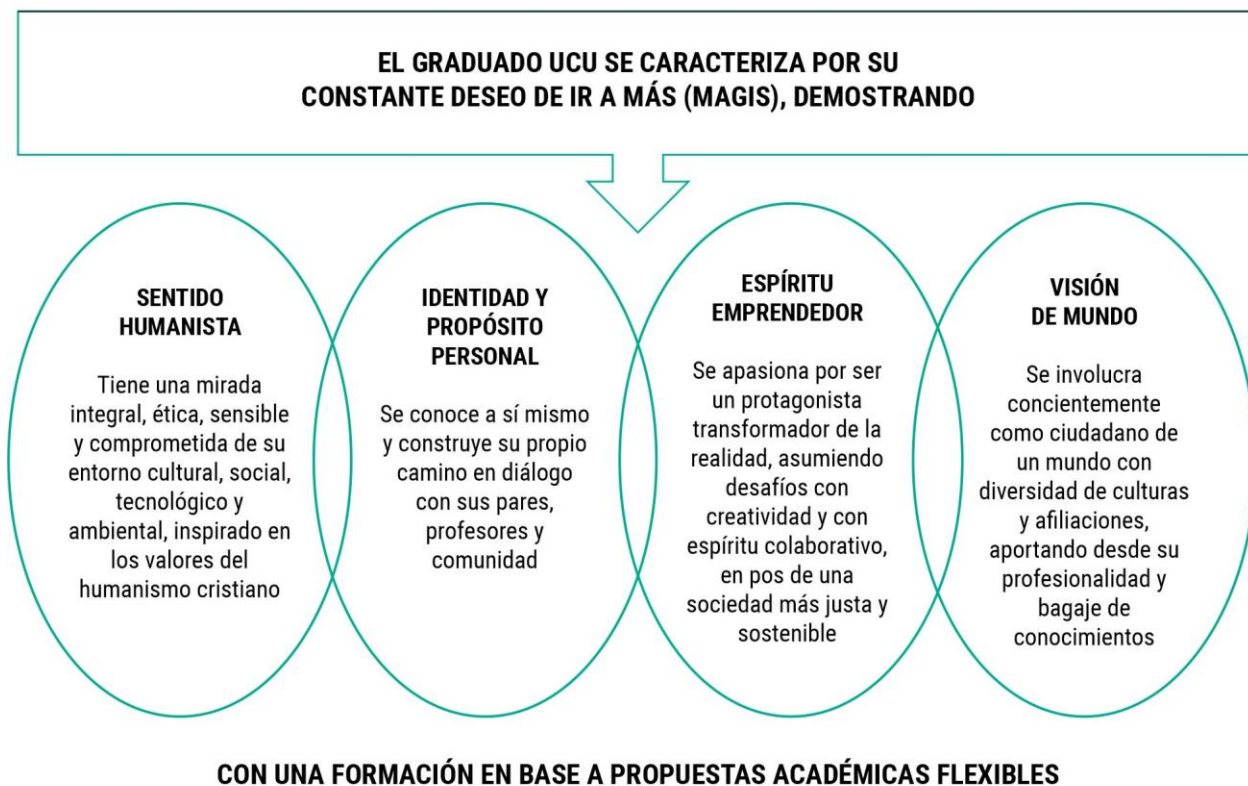 EL GRADUADO UCU SE CARACTERIZA POR SU
CONSTANTE DESEO DE IR A MÁS (MAGIS), DEMOSTRANDO
SENTIDO
HUMANISTA
Tiene una mirada
integral, ética, sensible
y comprometida de su
entorno cultural, social,
tecnológico y
ambiental, inspirado en
los valores del
humanismo cristiano
IDENTIDAD Y
PROPÓSITO
PERSONAL
Se conoce a sí mismo
y construye su propio
camino en diálogo
con sus pares,
profesores y
comunidad
ESPÍRITU
EMPRENDEDOR
Se apasiona por ser
un protagonista
transformador de la
realidad, asumiendo
desafíos con
creatividad y con
espíritu colaborativo,
en pos de una
sociedad más justa y
sostenible
VISIÓN
DE MUNDO
Se involucra
concientemente
como ciudadano de
un mundo con
diversidad de culturas
y afiliaciones,
aportando desde su
profesionalidad y
bagaje de
conocimientos
CON UNA FORMACIÓN EN BASE A PROPUESTAS ACADÉMICAS FLEXIBLES